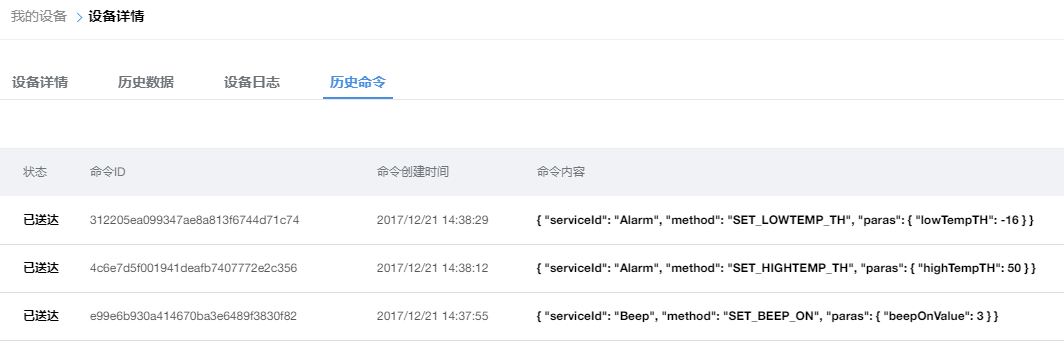 我的设备 > 设备详情
设备详情 历史数据 设备日志 历史命令
状态 命令ID 命令创建时间 命令内容
已送达 312205ea099347ae8a813f6744d71c74 2017/12/21 14:38:29 { "serviceId": "Alarm", "method": "SET_LOWTEMP_TH", "paras": { "lowTempTH": -16 } }
已送达 4c6e7d5f001941deafb7407772e2c356 2017/12/21 14:38:12 { "serviceId": "Alarm", "method": "SET_HIGHTEMP_TH", "paras": { "highTempTH": 50 } }
已送达 e99e6b930a414670ba3e6489f3830f82 2017/12/21 14:37:55 { "serviceId": "Beep", "method": "SET_BEEP_ON", "paras": { "beepOnValue": 3 } }